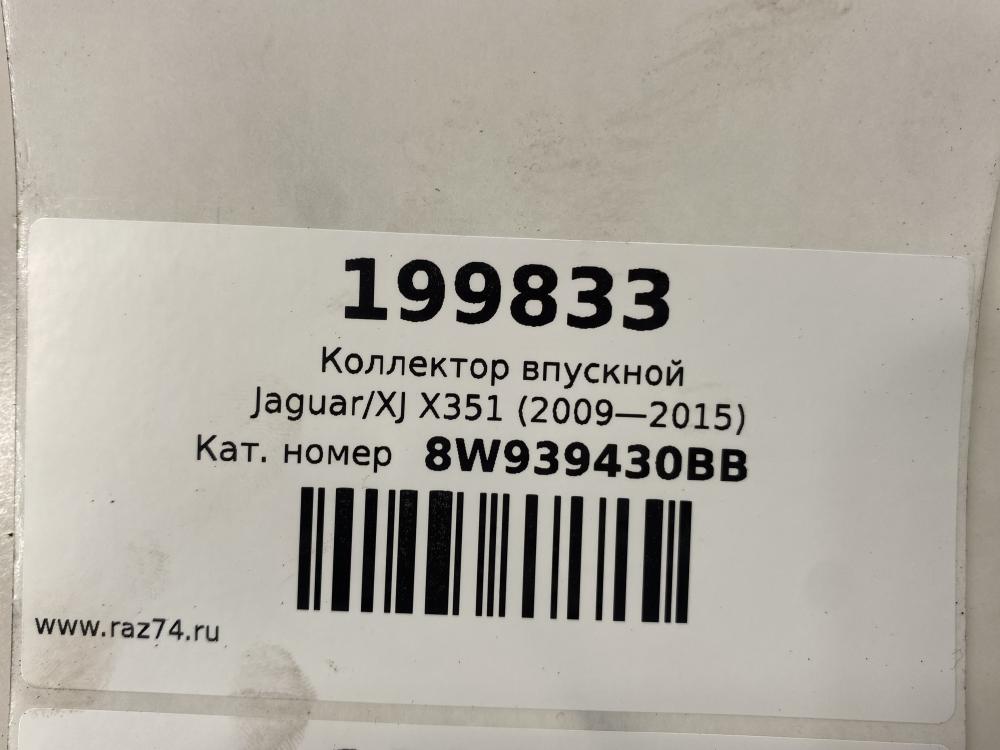 199833
Коллектор впускной
Jaguar/XJ X351 (2009—2015)
Кат. номер 8W939430BB
www.raz74.ru